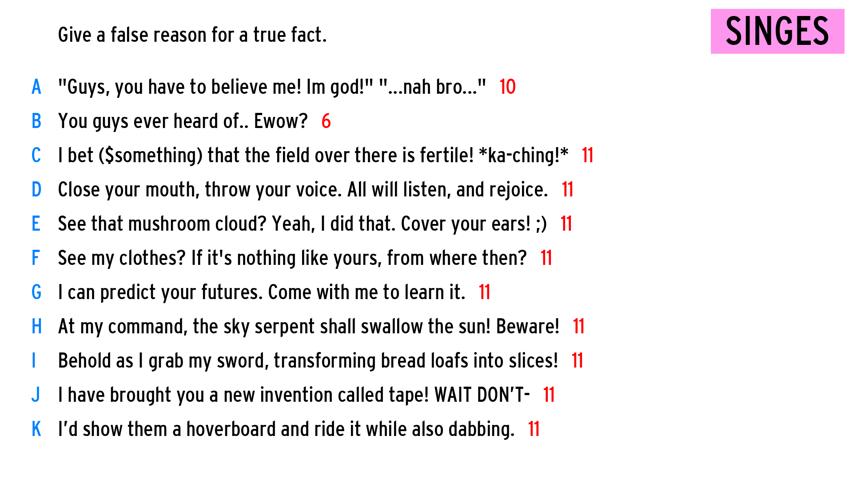 Give a false reason for a true fact.
SINGES
A "Guys, you have to believe me! Im god!" "...nah bro..." 10
B You guys ever heard of.. Ewow? 6
C I bet ($something) that the field over there is fertile! *ka-ching!* 11
D Close your mouth, throw your voice. All will listen, and rejoice. 11
E See that mushroom cloud? Yeah, I did that. Cover your ears! ;) 11
F See my clothes? If it's nothing like yours, from where then? 11
G I can predict your futures. Come with me to learn it. 11
H At my command, the sky serpent shall swallow the sun! Beware! 11
I Behold as I grab my sword, transforming bread loafs into slices! 11
J I have brought you a new invention called tape! WAIT DON'T- 11
K I'd show them a hoverboard and ride it while also dabbing. 11